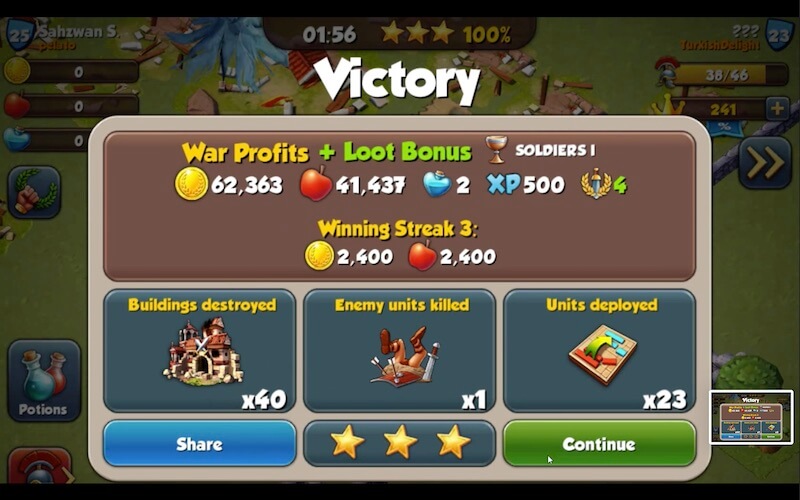 25 Sahzwan S.
pelato
01:56 100%
???
TurkishDelight 23
0
0
0
38/46
241 +
%
Victory
War Profits + Loot Bonus SOLDIERS I
62,363 41,437 2 XP 500 4
Winning Streak 3:
2,400 2,400
Buildings destroyed
x40
Enemy units killed
x1
Units deployed
x23
Potions
Share
Continue